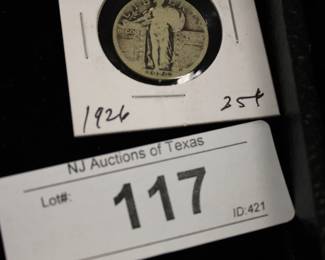 1926 25¢
NJ Auctions of Texas
Lot#: 117 ID:421